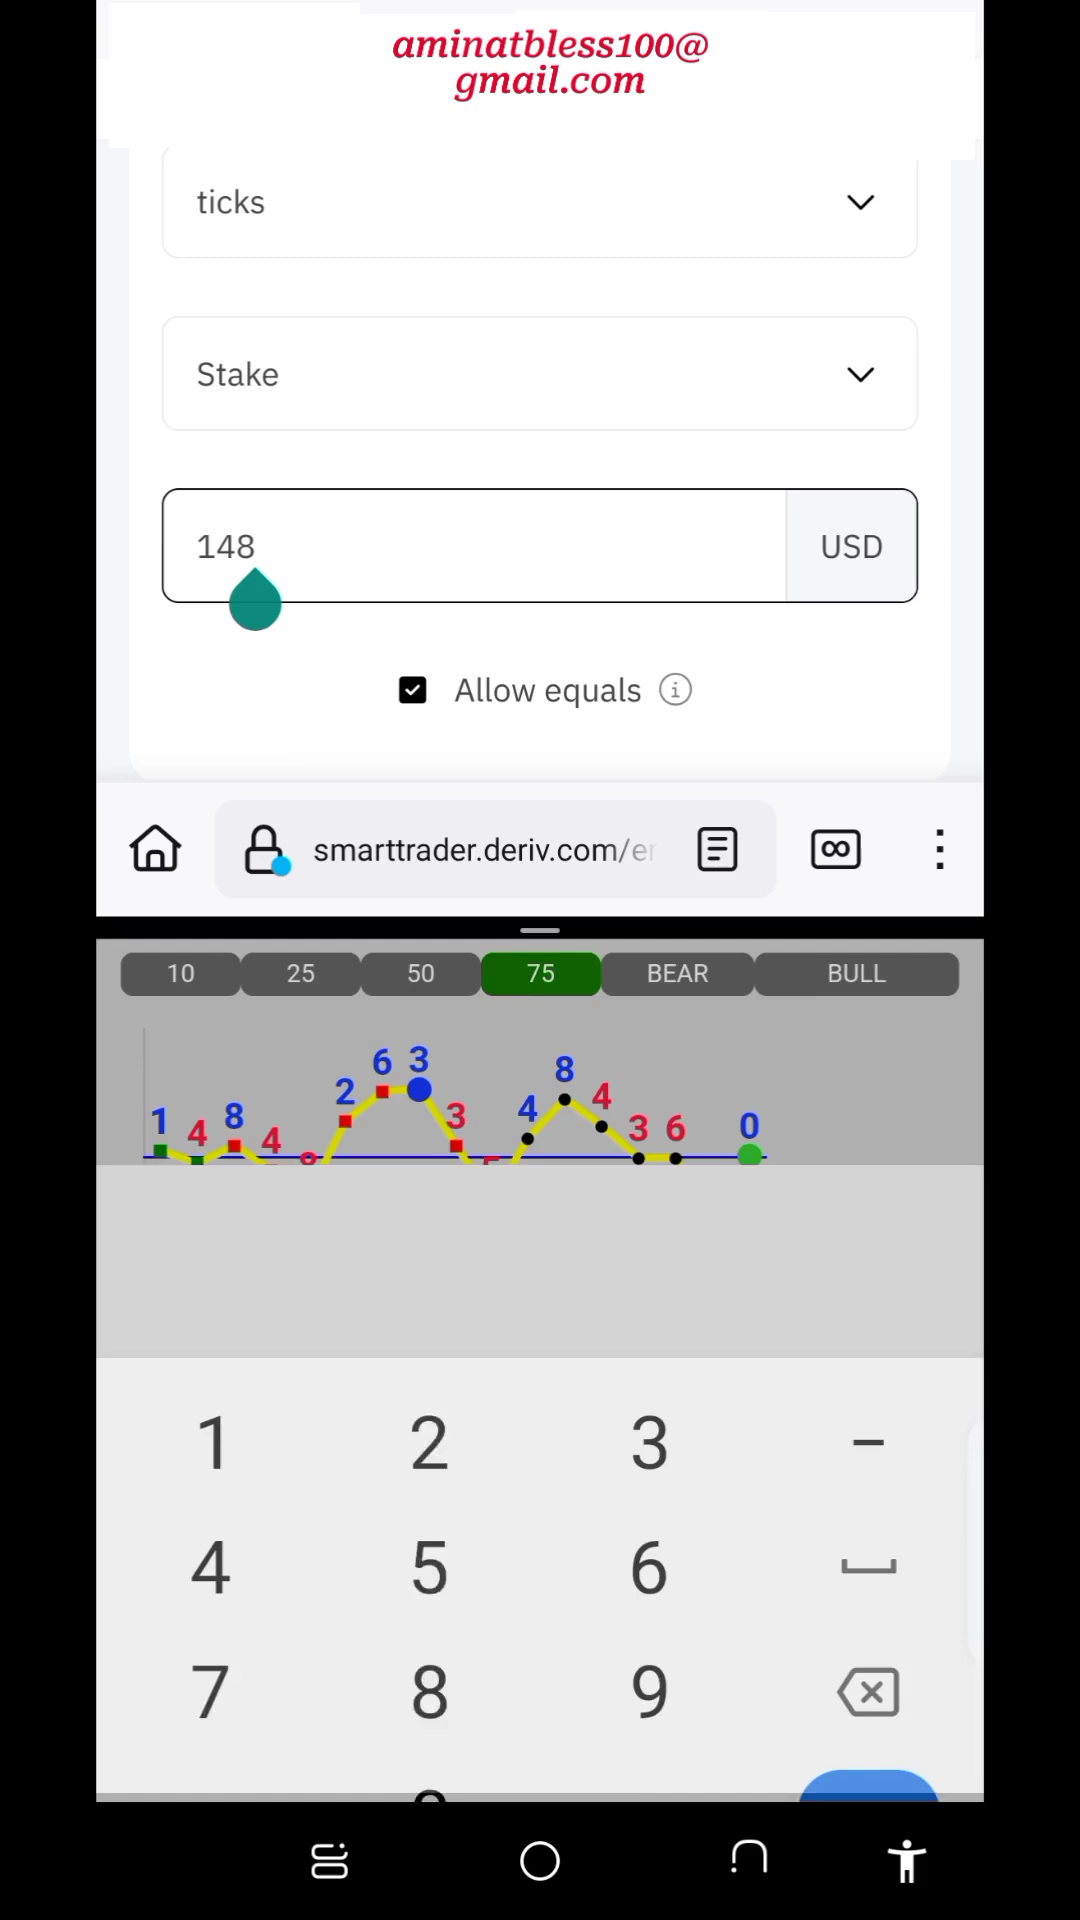 aminatbless100@
gmail.com
ticks
Stake
148 USD
Allow equals
smarttrader.deriv.com/er
10 25 50 75 BEAR BULL
1 4 8 4 2 6 3 3 4 8 4 3 6 0
1 2 3 –
4 5 6
7 8 9